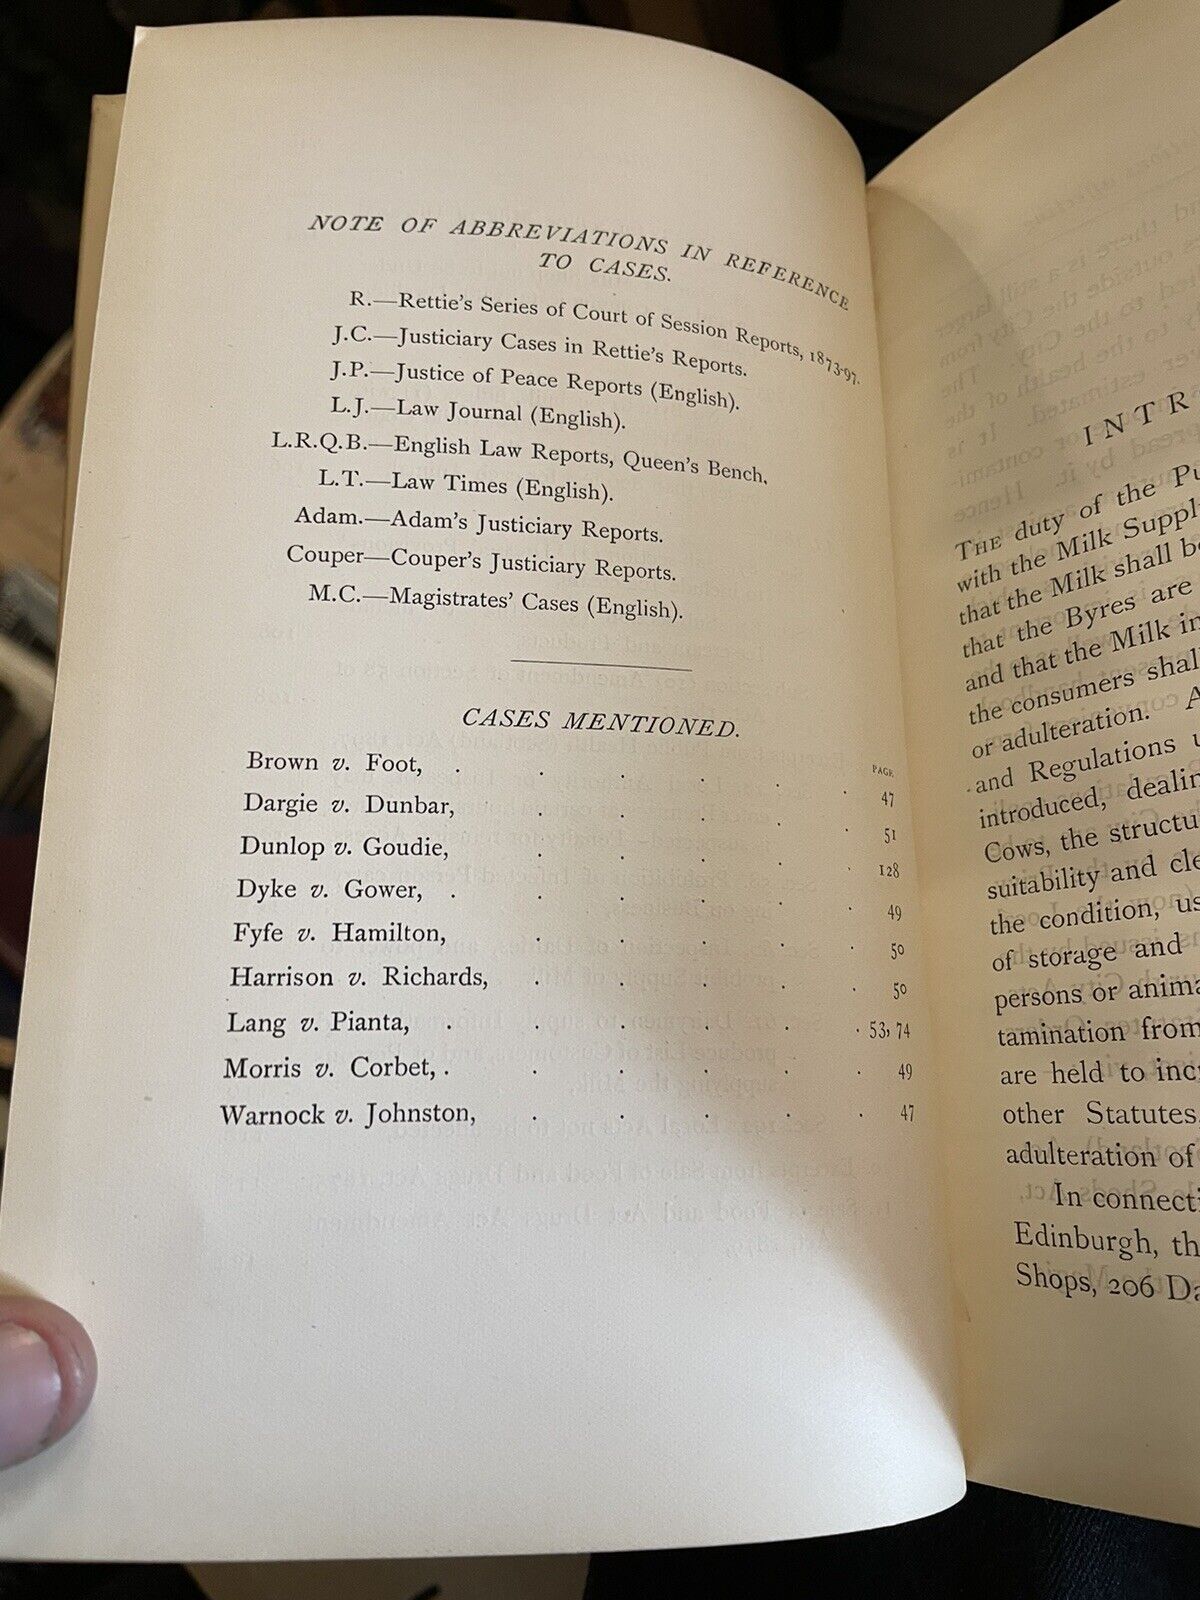 NOTE OF ABBREVIATIONS IN REFERENCE
TO CASES.
R.—Rettie's Series of Court of Session Reports, 1873-97.
J.C.—Justiciary Cases in Rettie's Reports.
J.P.—Justice of Peace Reports (English).
L.J.—Law Journal (English).
L.R.Q.B.—English Law Reports, Queen's Bench.
L.T.—Law Times (English).
Adam.—Adam's Justiciary Reports.
Couper—Couper's Justiciary Reports.
M.C.—Magistrates' Cases (English).
CASES MENTIONED.
PAGE
Brown v. Foot, . . . . . . 47
Dargie v. Dunbar, . . . . . 51
Dunlop v. Goudie, . . . . . 128
Dyke v. Gower, . . . . . . 49
Fyfe v. Hamilton, . . . . . 50
Harrison v. Richards, . . . . . 50
Lang v. Pianta, . . . . . . 53, 74
Morris v. Corbet, . . . . . . 49
Warnock v. Johnston, . . . . . 47
INTR
THE duty of the Pu
with the Milk Suppl
that the Milk shall b
that the Byres are
and that the Milk in
the consumers shal
or adulteration. A
and Regulations u
introduced, dealin
Cows, the structu
suitability and cle
the condition, us
of storage and
persons or anima
tamination from
are held to inc
other Statutes,
adulteration of
In connecti
Edinburgh, th
Shops, 206 Da